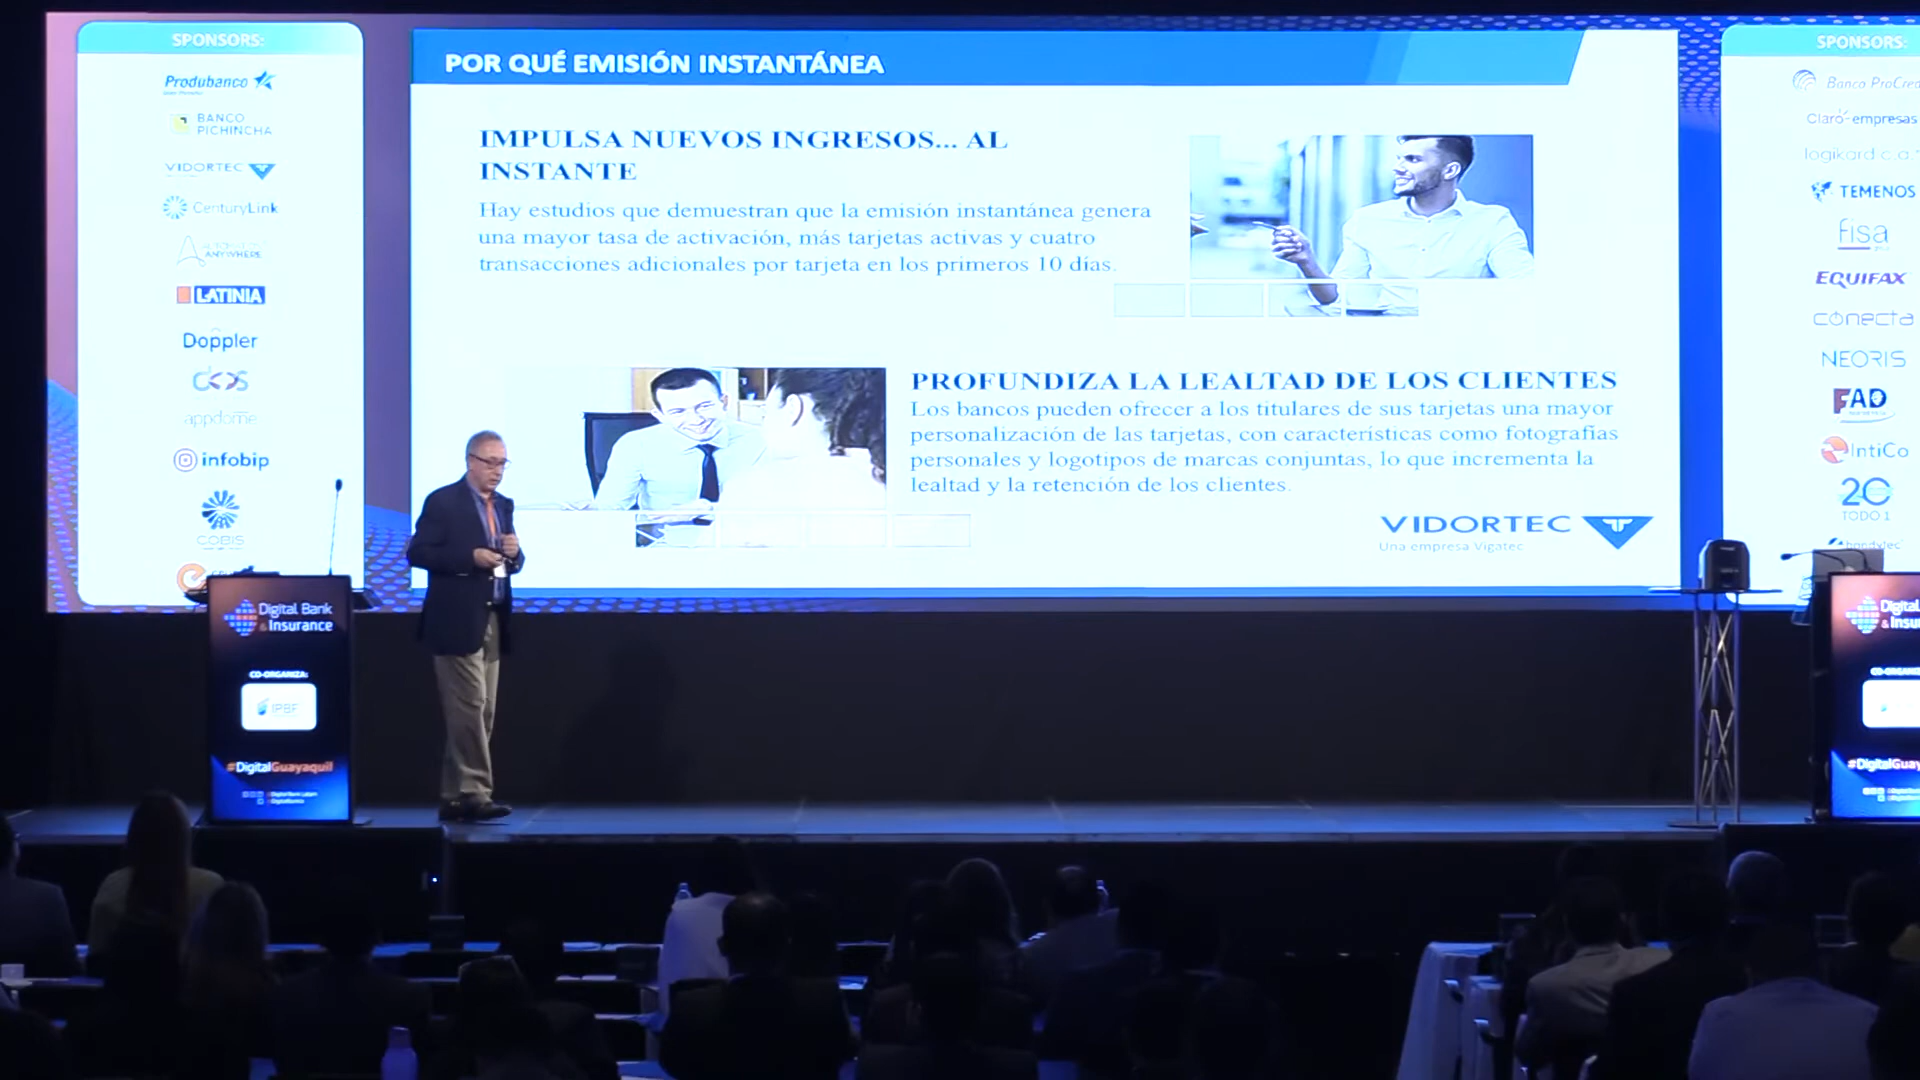 SPONSORS:
Produbanco
BANCO
PICHINCHA
VIDORTEC
CenturyLink
ANYWHERE
LATINIA
Doppler
appdome
infobip
COBIS
POR QUÉ EMISIÓN INSTANTÁNEA
IMPULSA NUEVOS INGRESOS... AL
INSTANTE
Hay estudios que demuestran que la emisión instantánea genera
una mayor tasa de activación, más tarjetas activas y cuatro
transacciones adicionales por tarjeta en los primeros 10 días.
PROFUNDIZA LA LEALTAD DE LOS CLIENTES
Los bancos pueden ofrecer a los titulares de sus tarjetas una mayor
personalización de las tarjetas, con características como fotografías
personales y logotipos de marcas conjuntas, lo que incrementa la
lealtad y la retención de los clientes.
VIDORTEC
Una empresa Vigatec
SPONSORS:
Banco ProCred
Claro empresas
logikard c.a.
TEMENOS
fisa
EQUIFAX
conecta
NEORIS
FAD
IntiCo
TODO 1
Digital Bank
& Insurance
CO-ORGANIZA:
IPBF
#DigitalGuayaquil
Digital
& Insu
#DigitalGuay